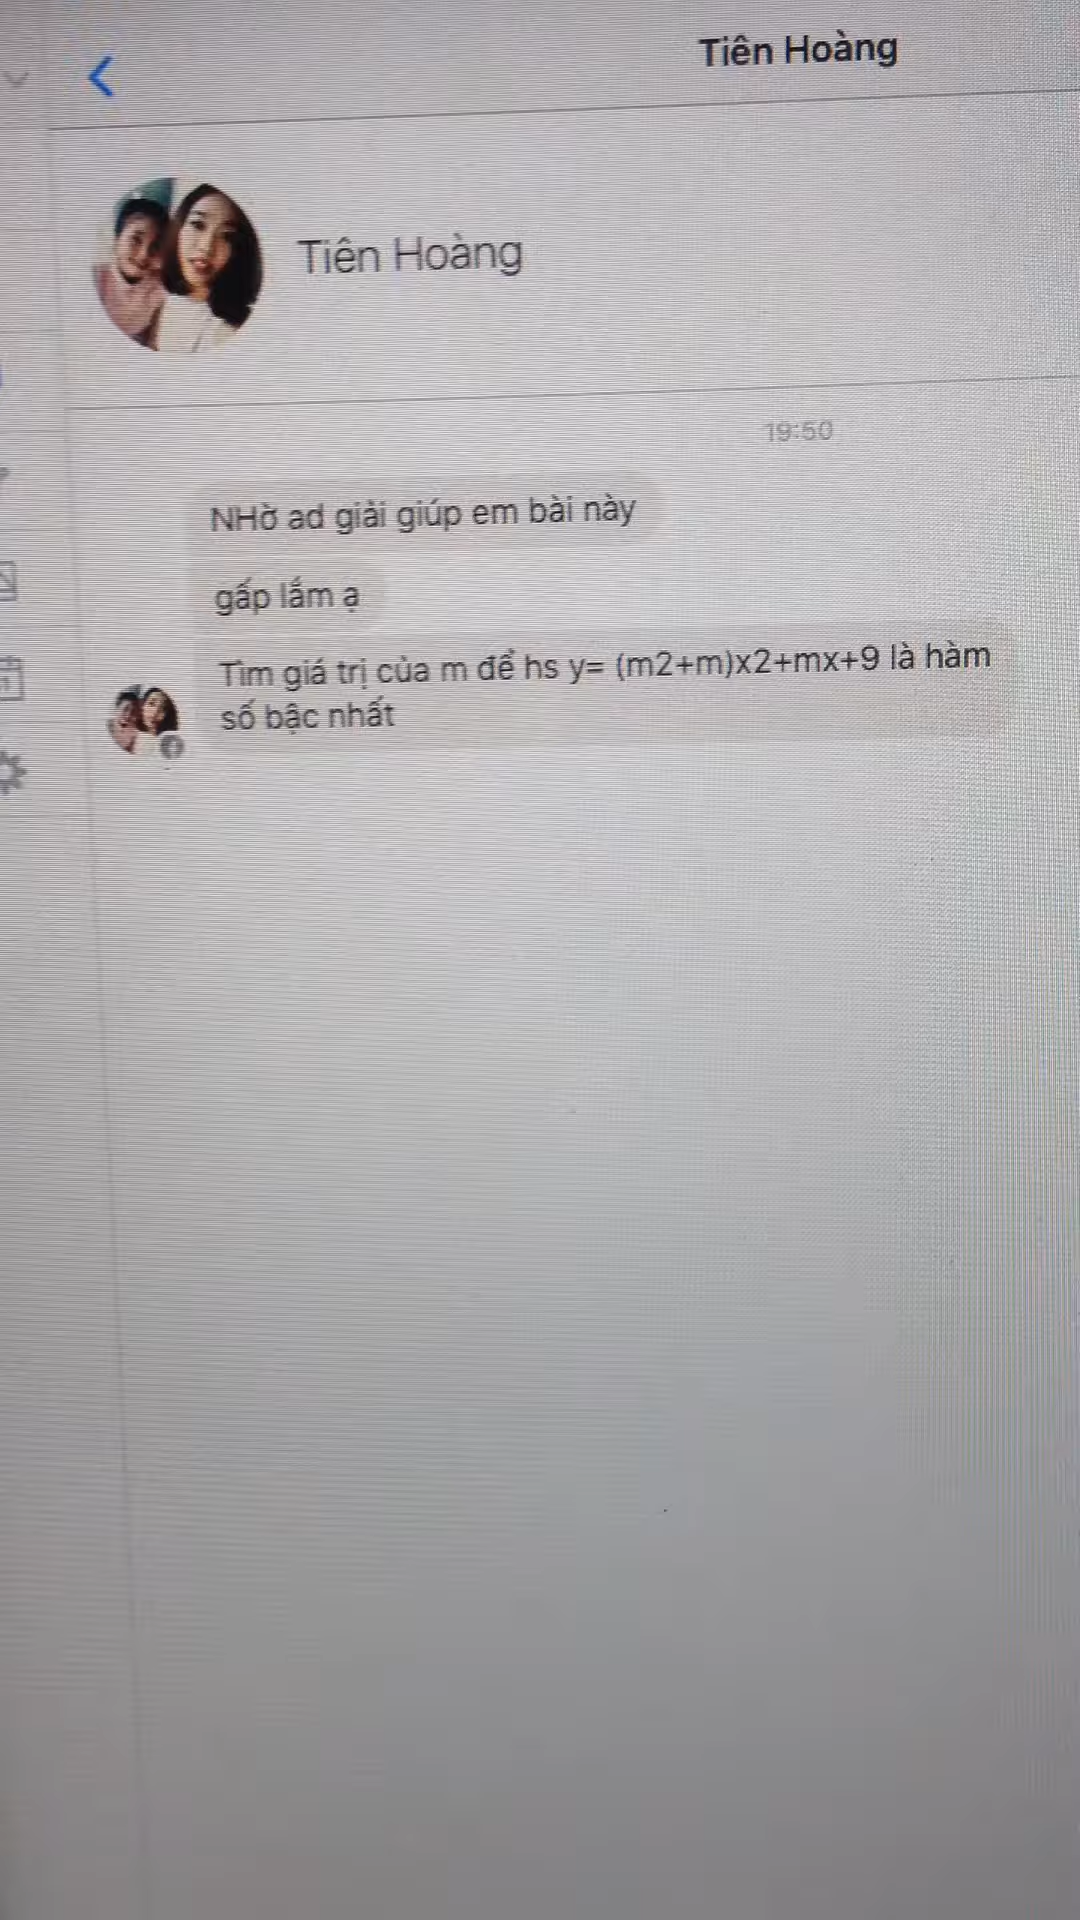 Tiên Hoàng
Tiên Hoàng
19:50
NHờ ad giải giúp em bài này
gấp lắm ạ
Tìm giá trị của m để hs y= (m2+m)x2+mx+9 là hàm
số bậc nhất